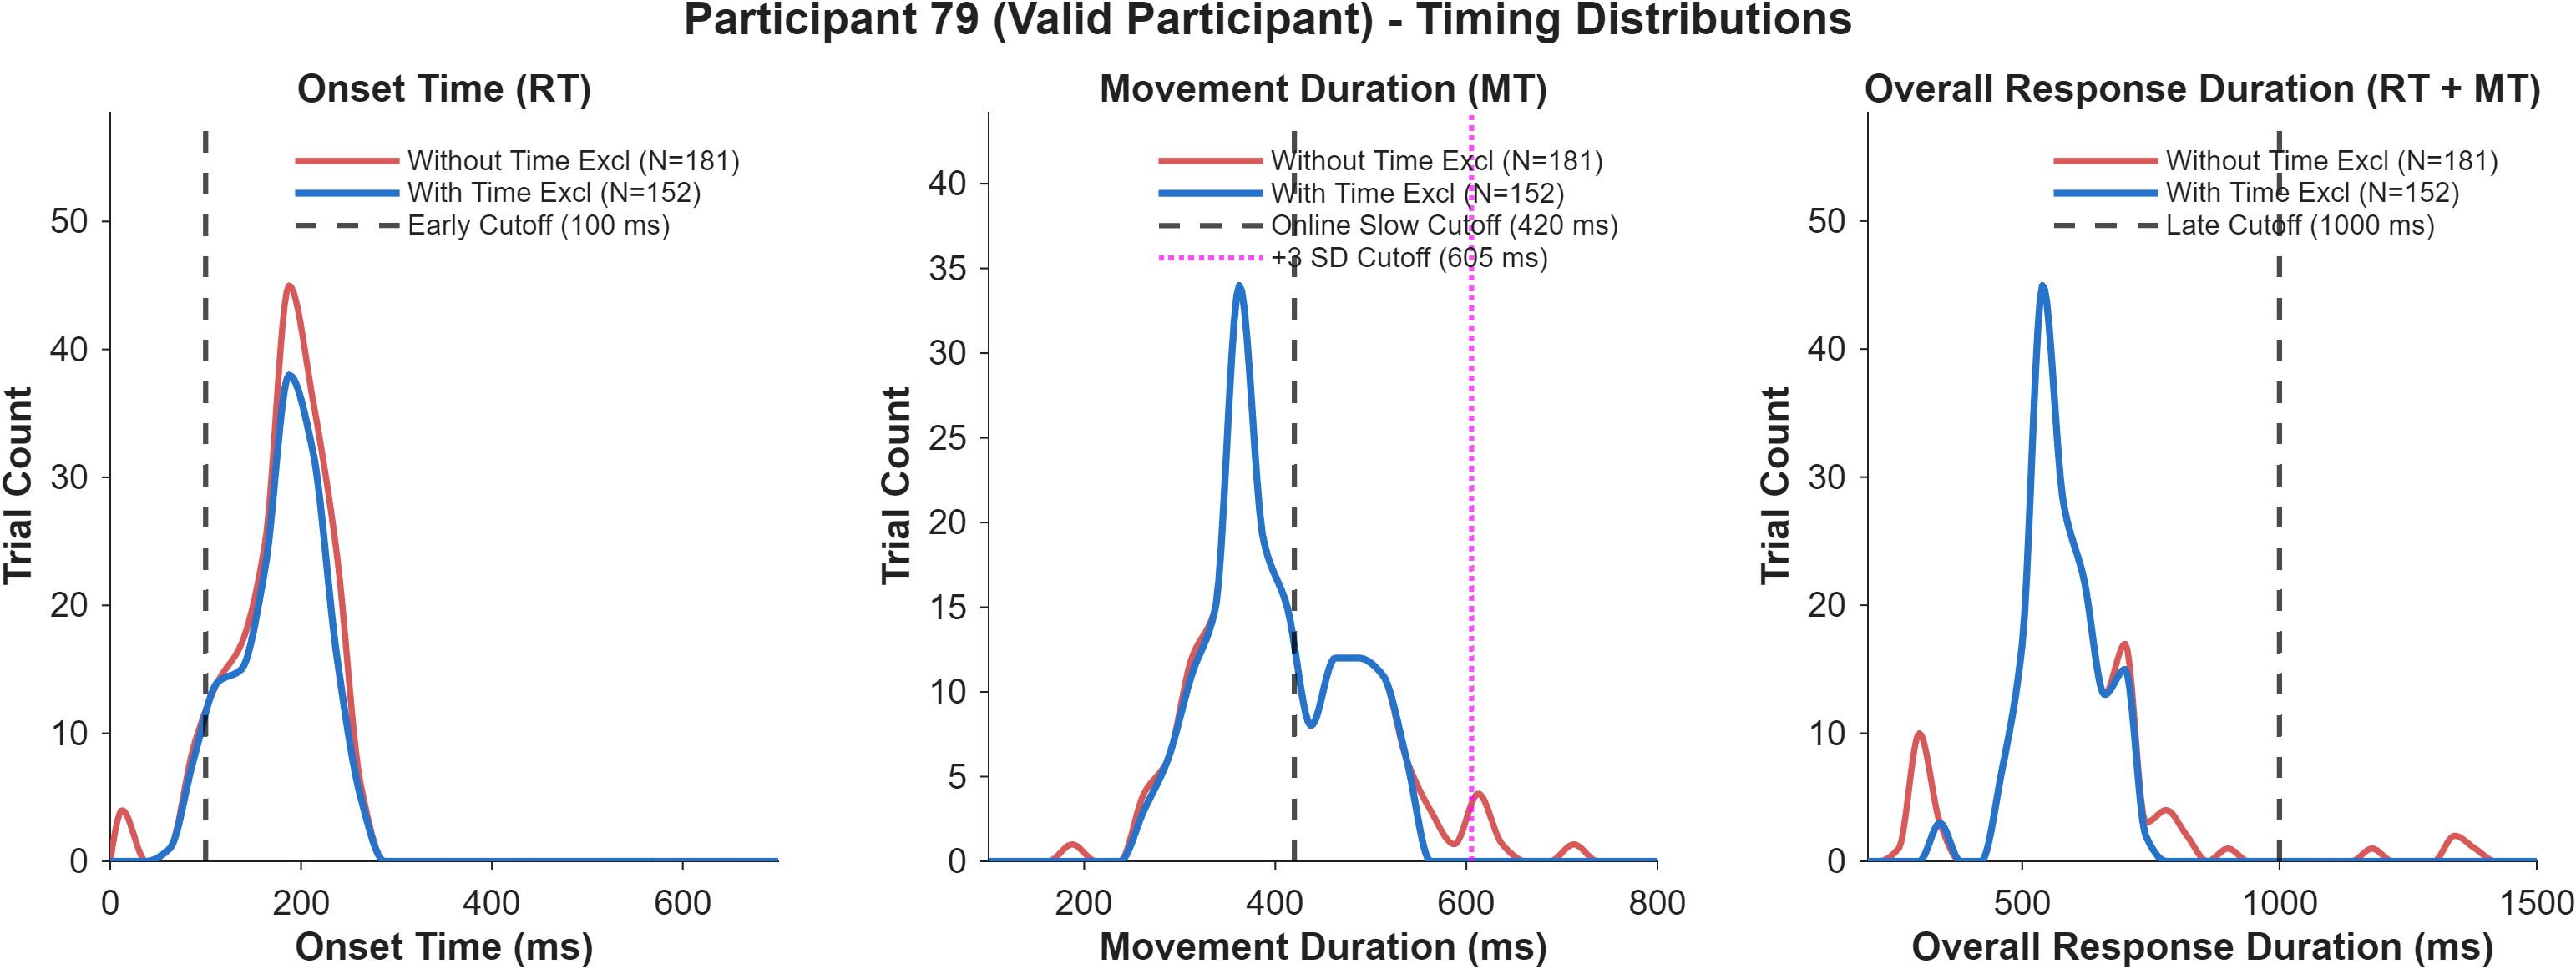 Participant 79 (Valid Participant) - Timing Distributions
Onset Time (RT)
Without Time Excl (N=181)
With Time Excl (N=152)
Early Cutoff (100 ms)
Trial Count
50
40
30
20
10
0
0 200 400 600
Onset Time (ms)
Movement Duration (MT)
Without Time Excl (N=181)
With Time Excl (N=152)
Online Slow Cutoff (420 ms)
+3 SD Cutoff (605 ms)
Trial Count
40
35
30
25
20
15
10
5
0
200 400 600 800
Movement Duration (ms)
Overall Response Duration (RT + MT)
Without Time Excl (N=181)
With Time Excl (N=152)
Late Cutoff (1000 ms)
Trial Count
50
40
30
20
10
0
500 1000 1500
Overall Response Duration (ms)